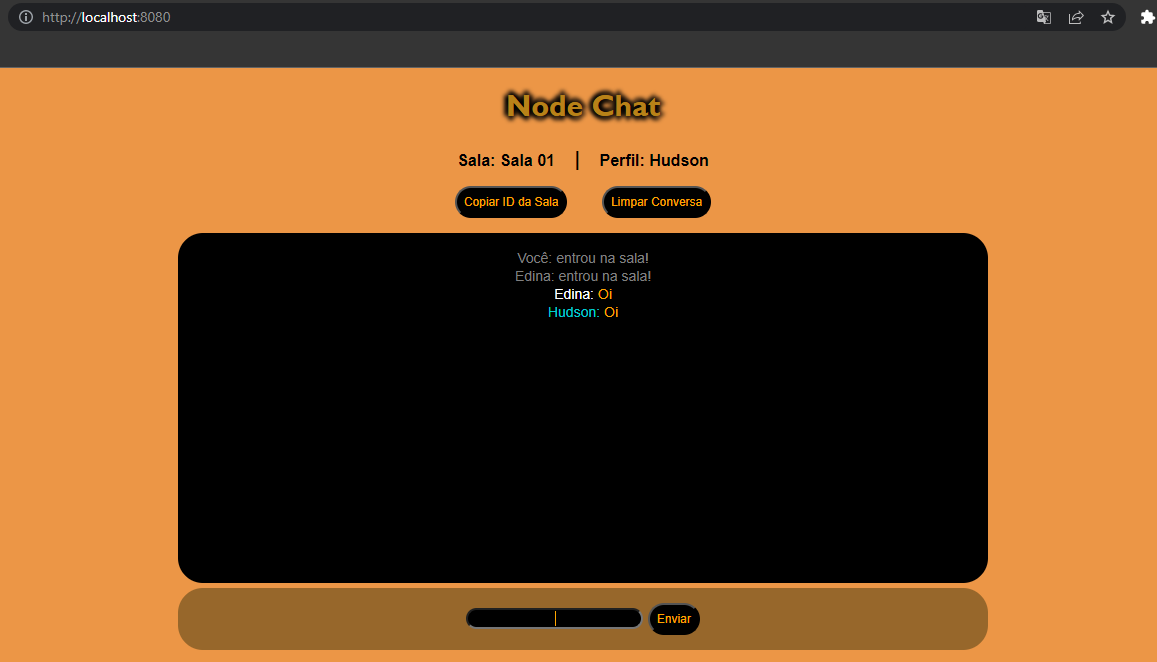 http://localhost:8080
Node Chat
Sala: Sala 01 | Perfil: Hudson
Copiar ID da Sala Limpar Conversa
Você: entrou na sala!
Edina: entrou na sala!
Edina: Oi
Hudson: Oi
Enviar